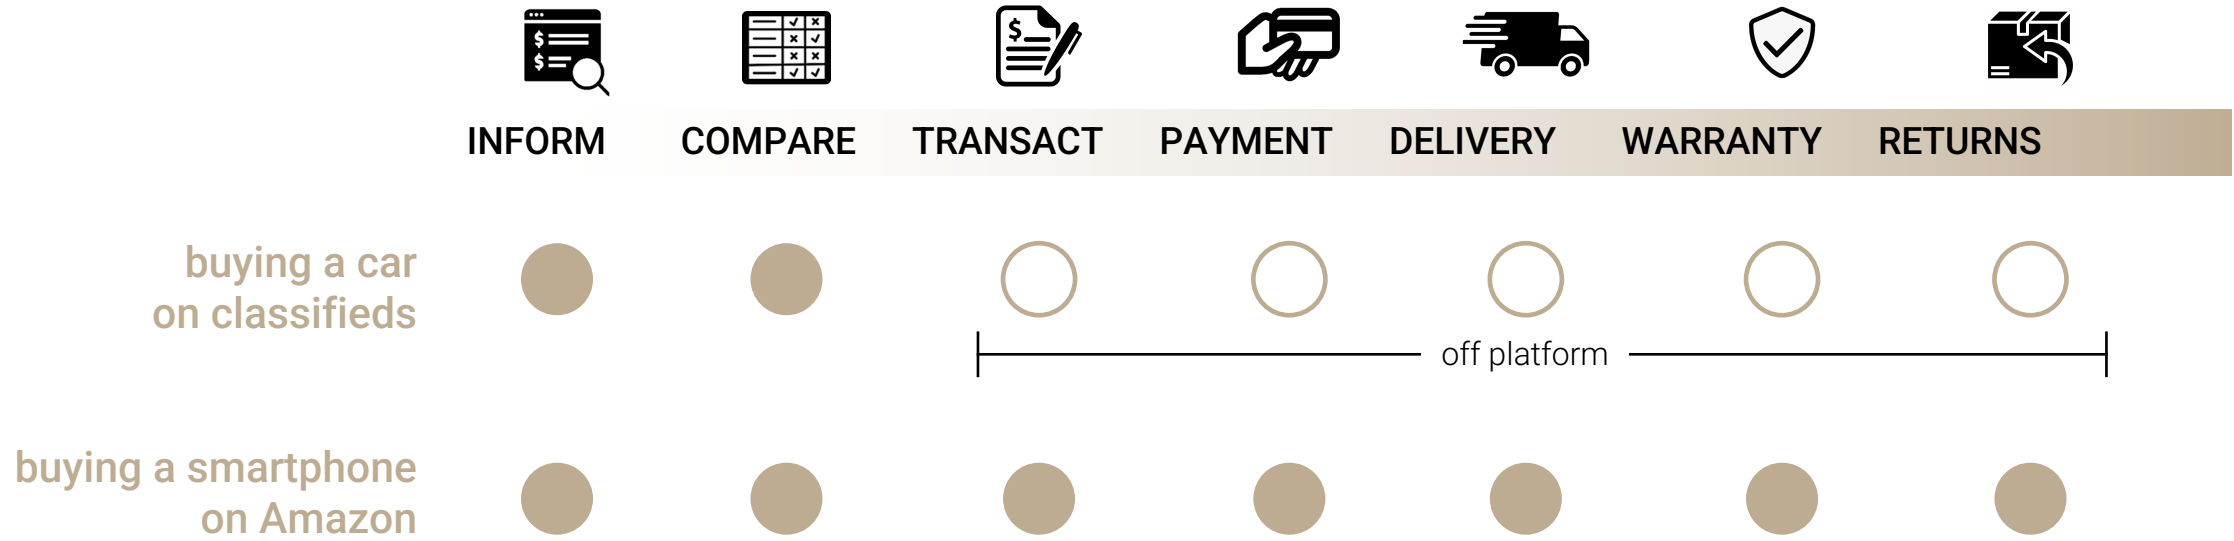 INFORM COMPARE TRANSACT PAYMENT DELIVERY WARRANTY RETURNS
buying a car
on classifieds
off platform
buying a smartphone
on Amazon